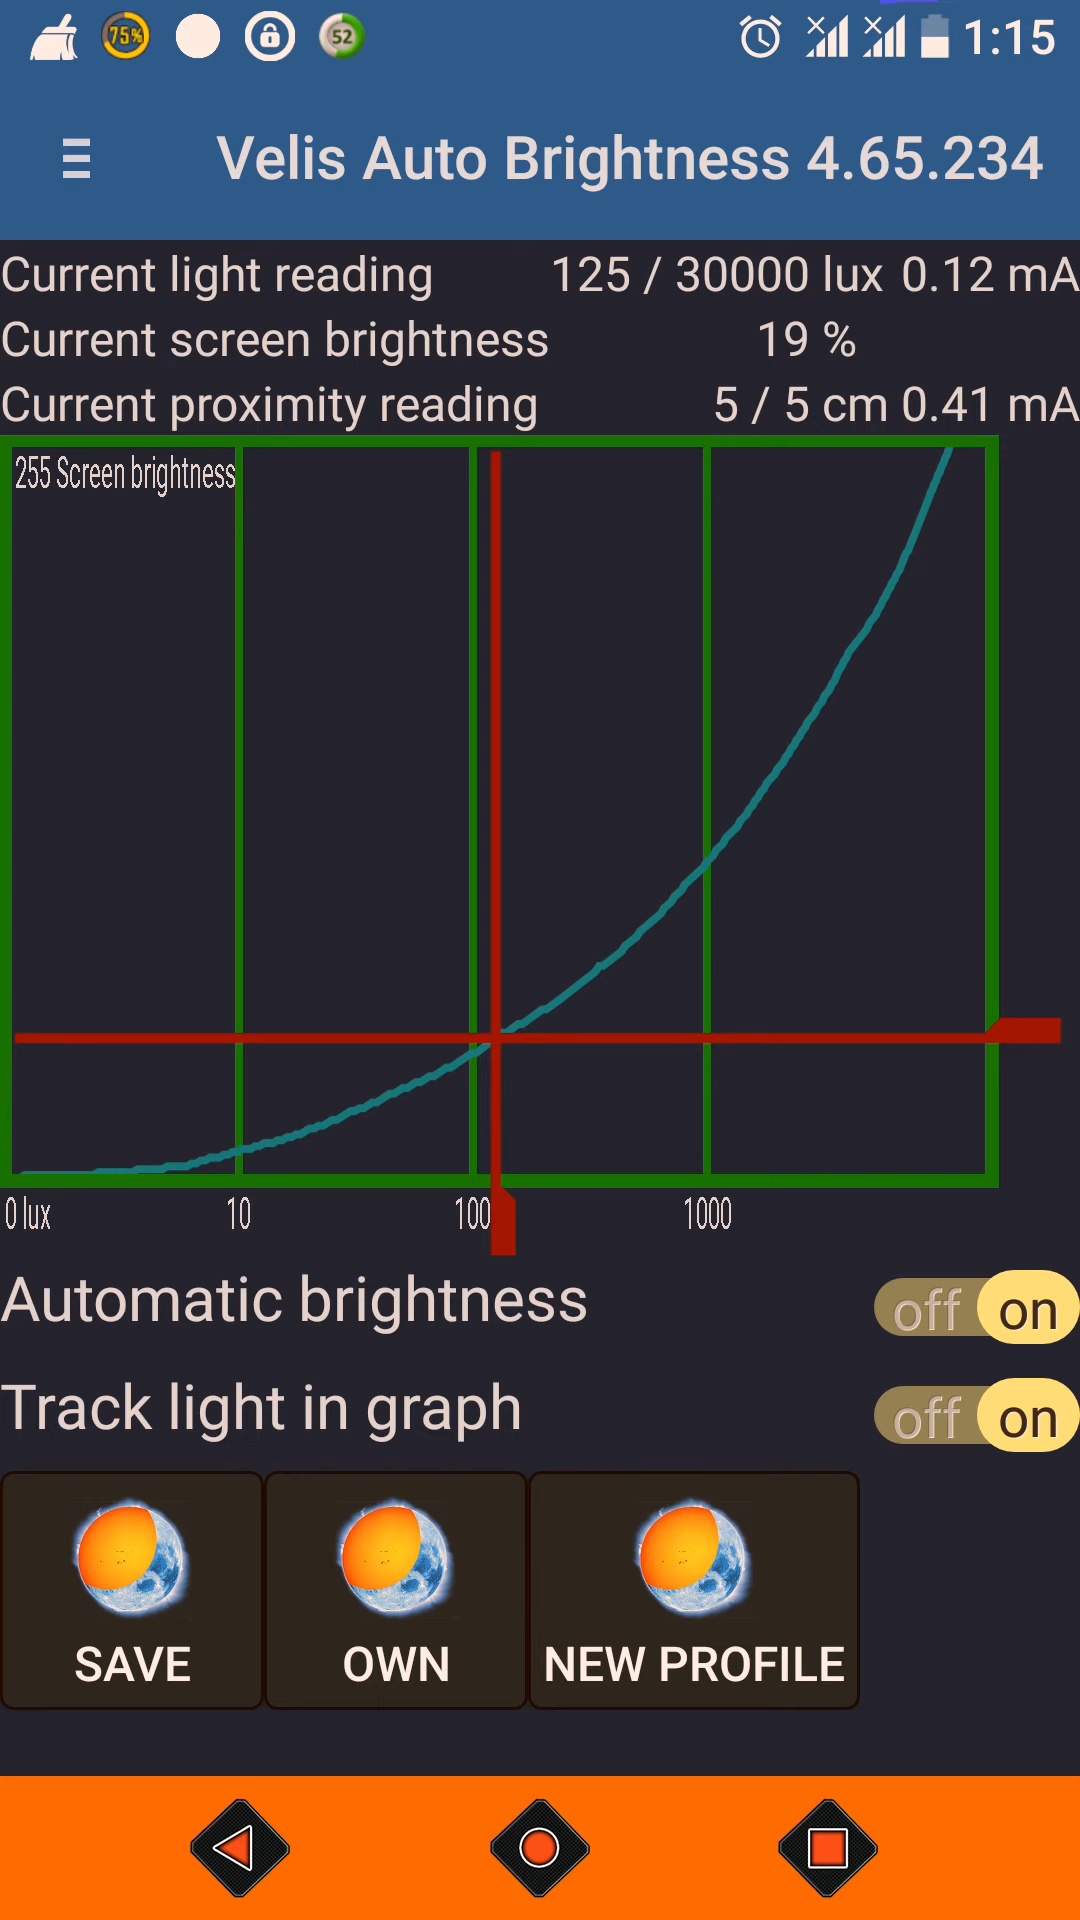 75% 52 1:15
Velis Auto Brightness 4.65.234
Current light reading 125 / 30000 lux 0.12 mA
Current screen brightness 19 %
Current proximity reading 5 / 5 cm 0.41 mA
255 Screen brightness
0 lux 10 100 1000
Automatic brightness off on
Track light in graph off on
SAVE OWN NEW PROFILE